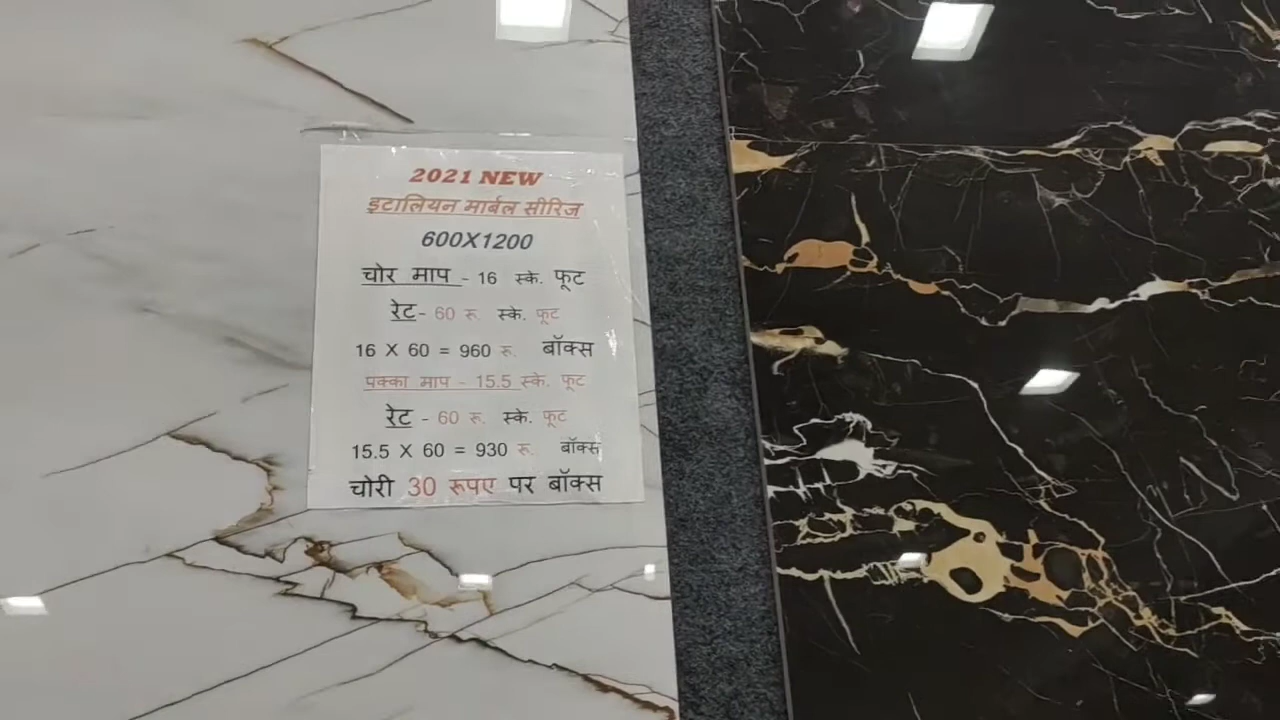 2021 NEW
इटालियन मार्बल सीरिज
600X1200
चोर माप - 16 स्के. फूट
रेट- 60 रू. स्के. फूट
16 X 60 = 960 रू. बॉक्स
पक्का माप - 15.5 स्के. फूट
रेट - 60 रू. स्के. फूट
15.5 X 60 = 930 रू. बॉक्स
चोरी 30 रूपए पर बॉक्स